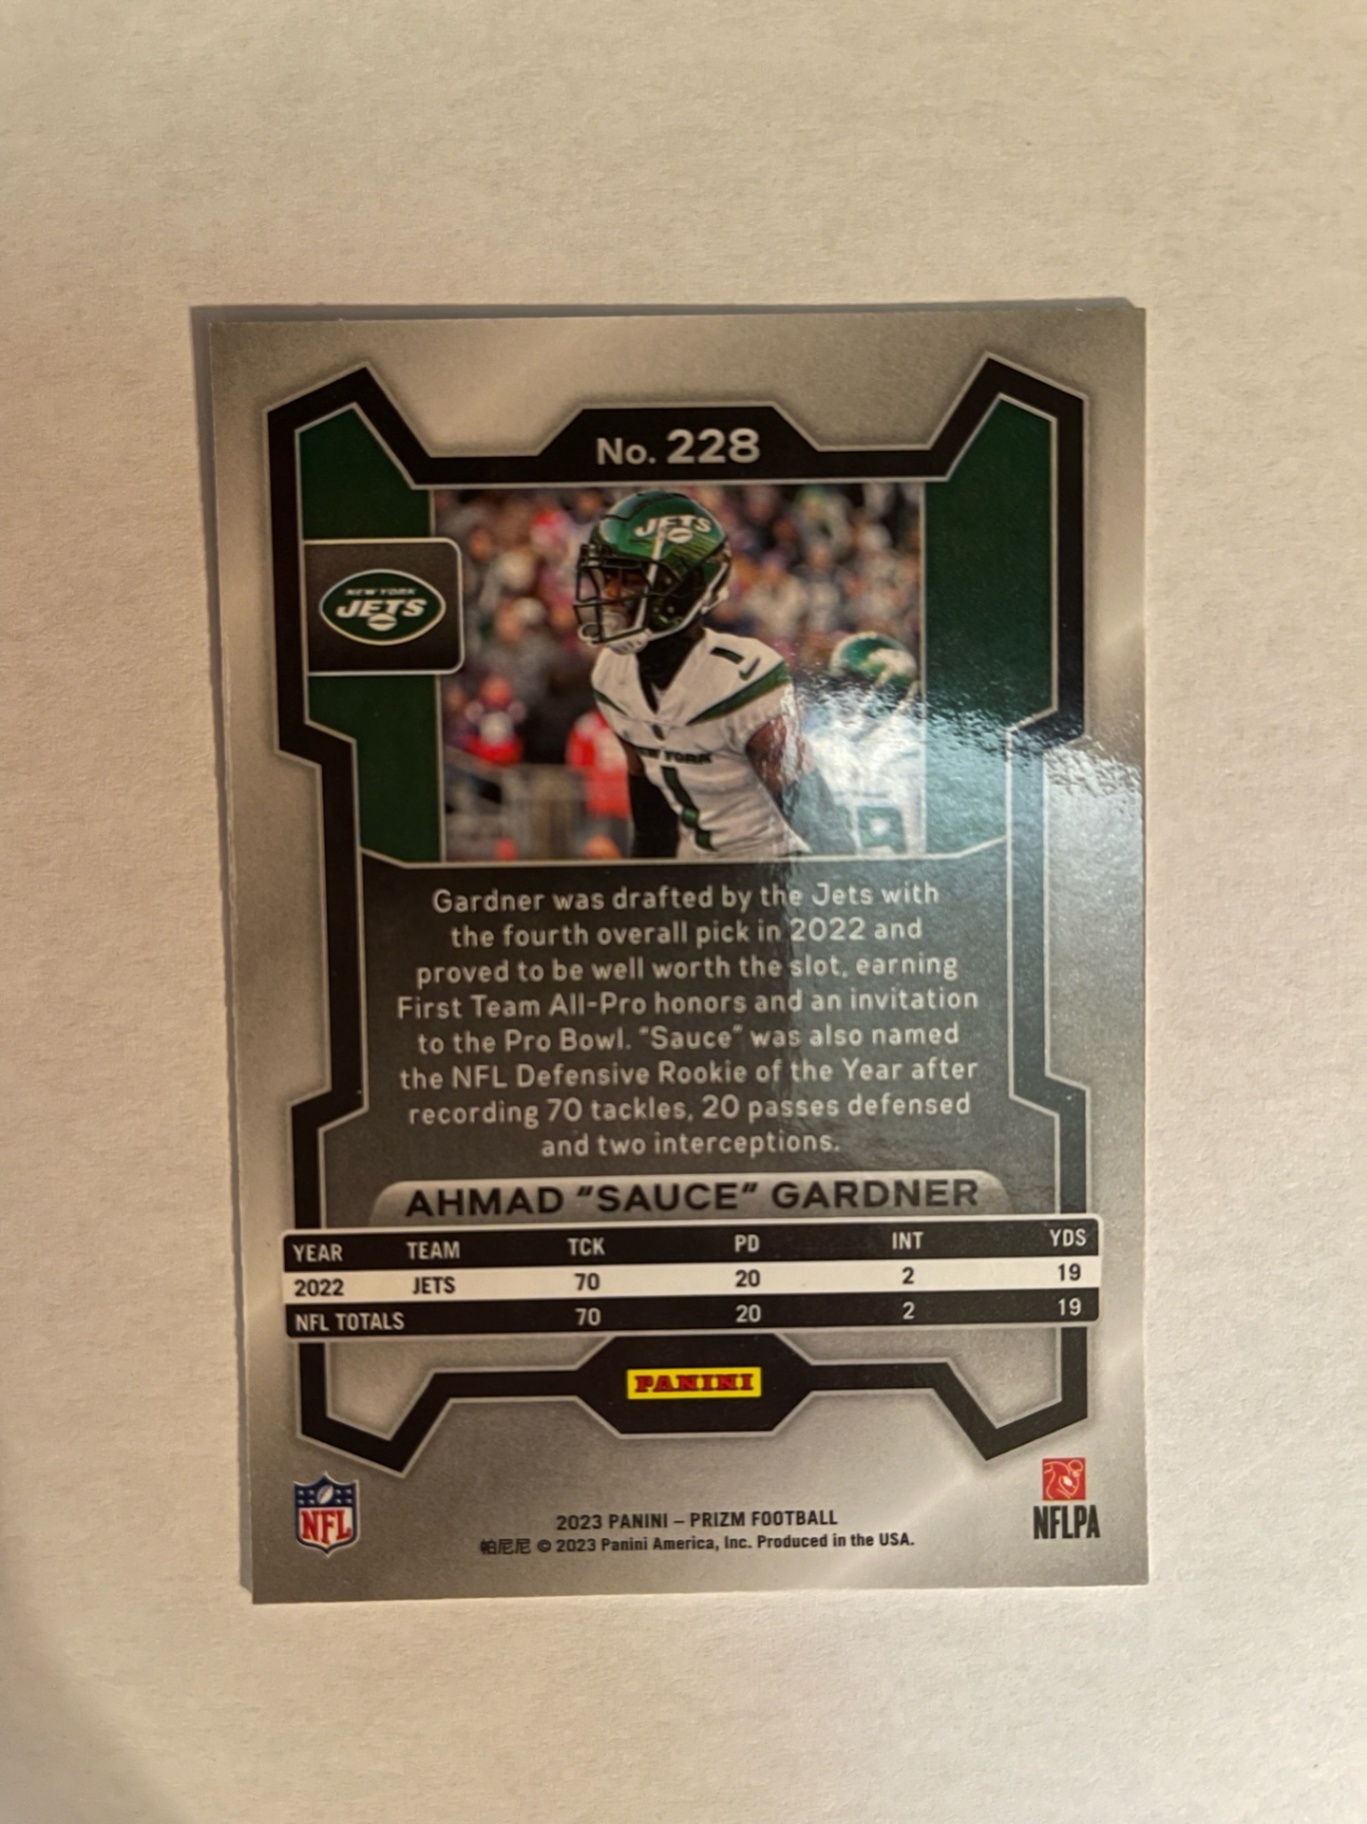 No. 228
JETS
NEW YORK
JETS
1
NEW YORK
1
Gardner was drafted by the Jets with
the fourth overall pick in 2022 and
proved to be well worth the slot, earning
First Team All-Pro honors and an invitation
to the Pro Bowl. "Sauce" was also named
the NFL Defensive Rookie of the Year after
recording 70 tackles, 20 passes defensed
and two interceptions.
AHMAD "SAUCE" GARDNER
YEAR TEAM TCK PD INT YDS
2022 JETS 70 20 2 19
NFL TOTALS 70 20 2 19
PANINI
NFL
NFLPA
2023 PANINI – PRIZM FOOTBALL
帕尼尼 © 2023 Panini America, Inc. Produced in the USA.